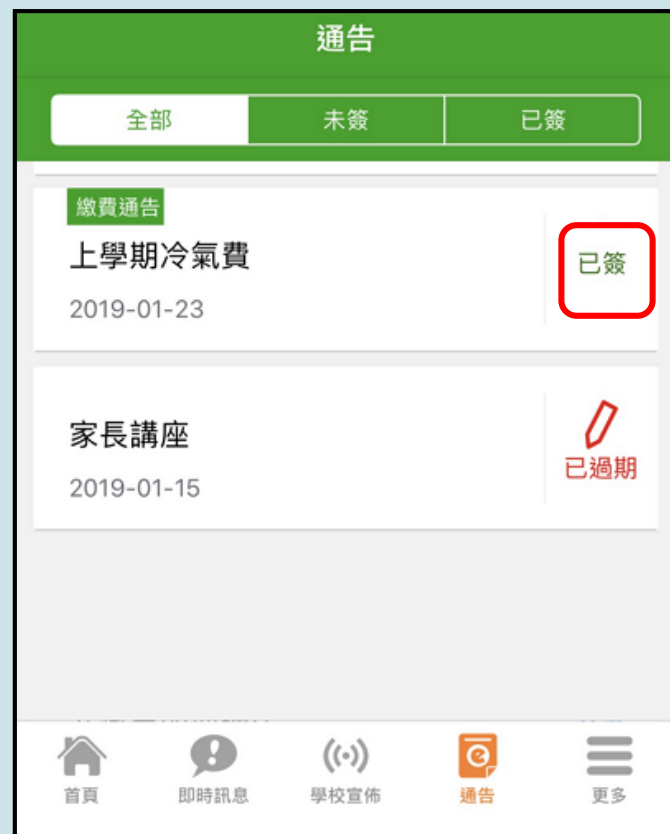 通告
全部 未簽 已簽
繳費通告
上學期冷氣費
已簽
2019-01-23
家長講座
已過期
2019-01-15
首頁 即時訊息 學校宣佈 通告 更多